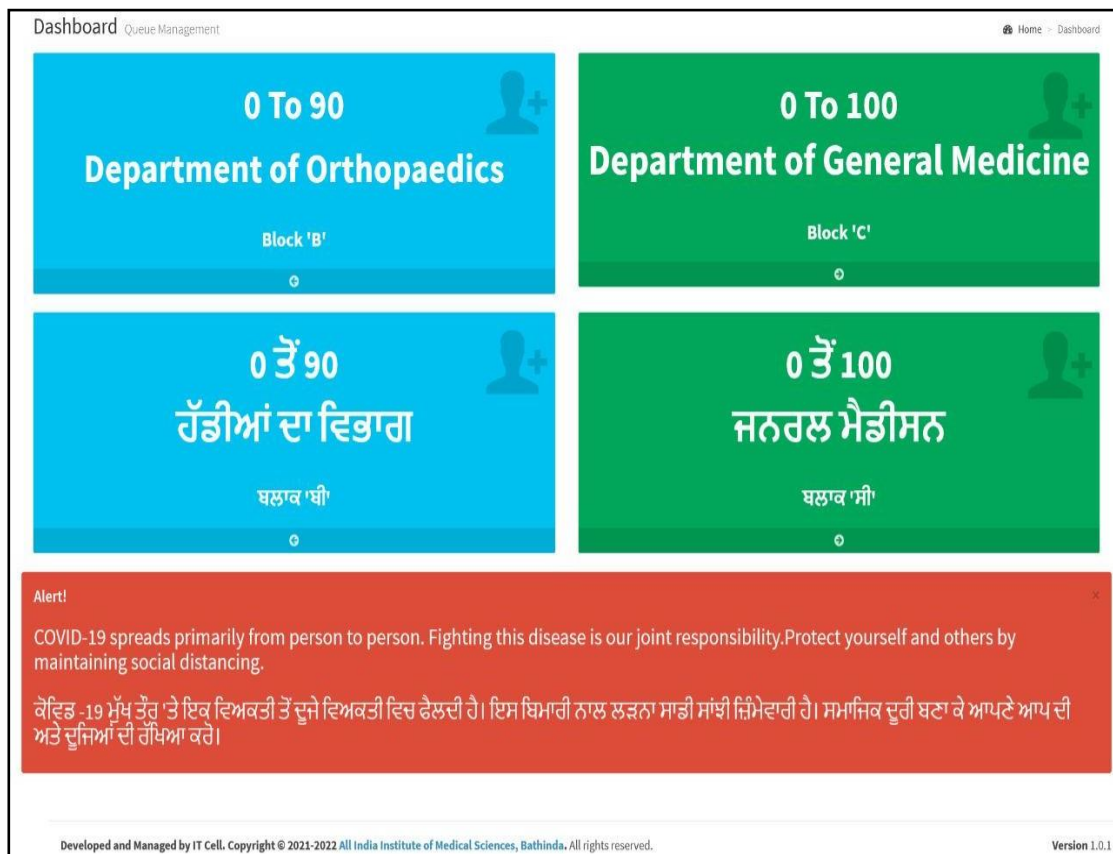 Dashboard Queue Management
Home > Dashboard
0 To 90
Department of Orthopaedics
Block 'B'
0 To 100
Department of General Medicine
Block 'C'
0 ਤੋਂ 90
ਹੱਡੀਆਂ ਦਾ ਵਿਭਾਗ
ਬਲਾਕ 'ਬੀ'
0 ਤੋਂ 100
ਜਨਰਲ ਮੈਡੀਸਨ
ਬਲਾਕ 'ਸੀ'
Alert!
COVID-19 spreads primarily from person to person. Fighting this disease is our joint responsibility.Protect yourself and others by
maintaining social distancing.
ਕੋਵਿਡ -19 ਮੁੱਖ ਤੌਰ 'ਤੇ ਇਕ ਵਿਅਕਤੀ ਤੋਂ ਦੂਜੇ ਵਿਅਕਤੀ ਵਿਚ ਫੈਲਦੀ ਹੈ। ਇਸ ਬਿਮਾਰੀ ਨਾਲ ਲੜਨਾ ਸਾਡੀ ਸਾਂਝੀ ਜ਼ਿੰਮੇਵਾਰੀ ਹੈ। ਸਮਾਜਿਕ ਦੂਰੀ ਬਣਾ ਕੇ ਆਪਣੇ ਆਪ ਦੀ
ਅਤੇ ਦੂਜਿਆਂ ਦੀ ਰੱਖਿਆ ਕਰੋ।
Developed and Managed by IT Cell. Copyright © 2021-2022 All India Institute of Medical Sciences, Bathinda. All rights reserved.
Version 1.0.1